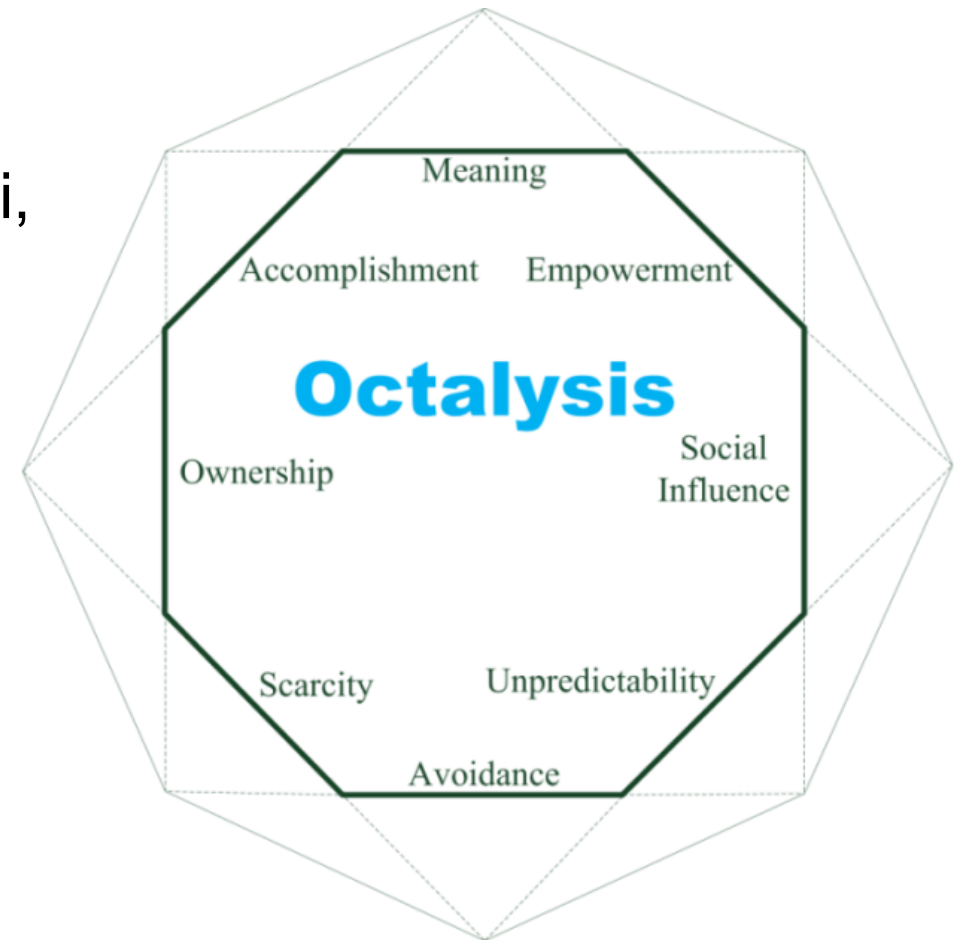 Meaning
i,
Accomplishment Empowerment
Octalysis
Social
Influence
Ownership
Scarcity Unpredictability
Avoidance